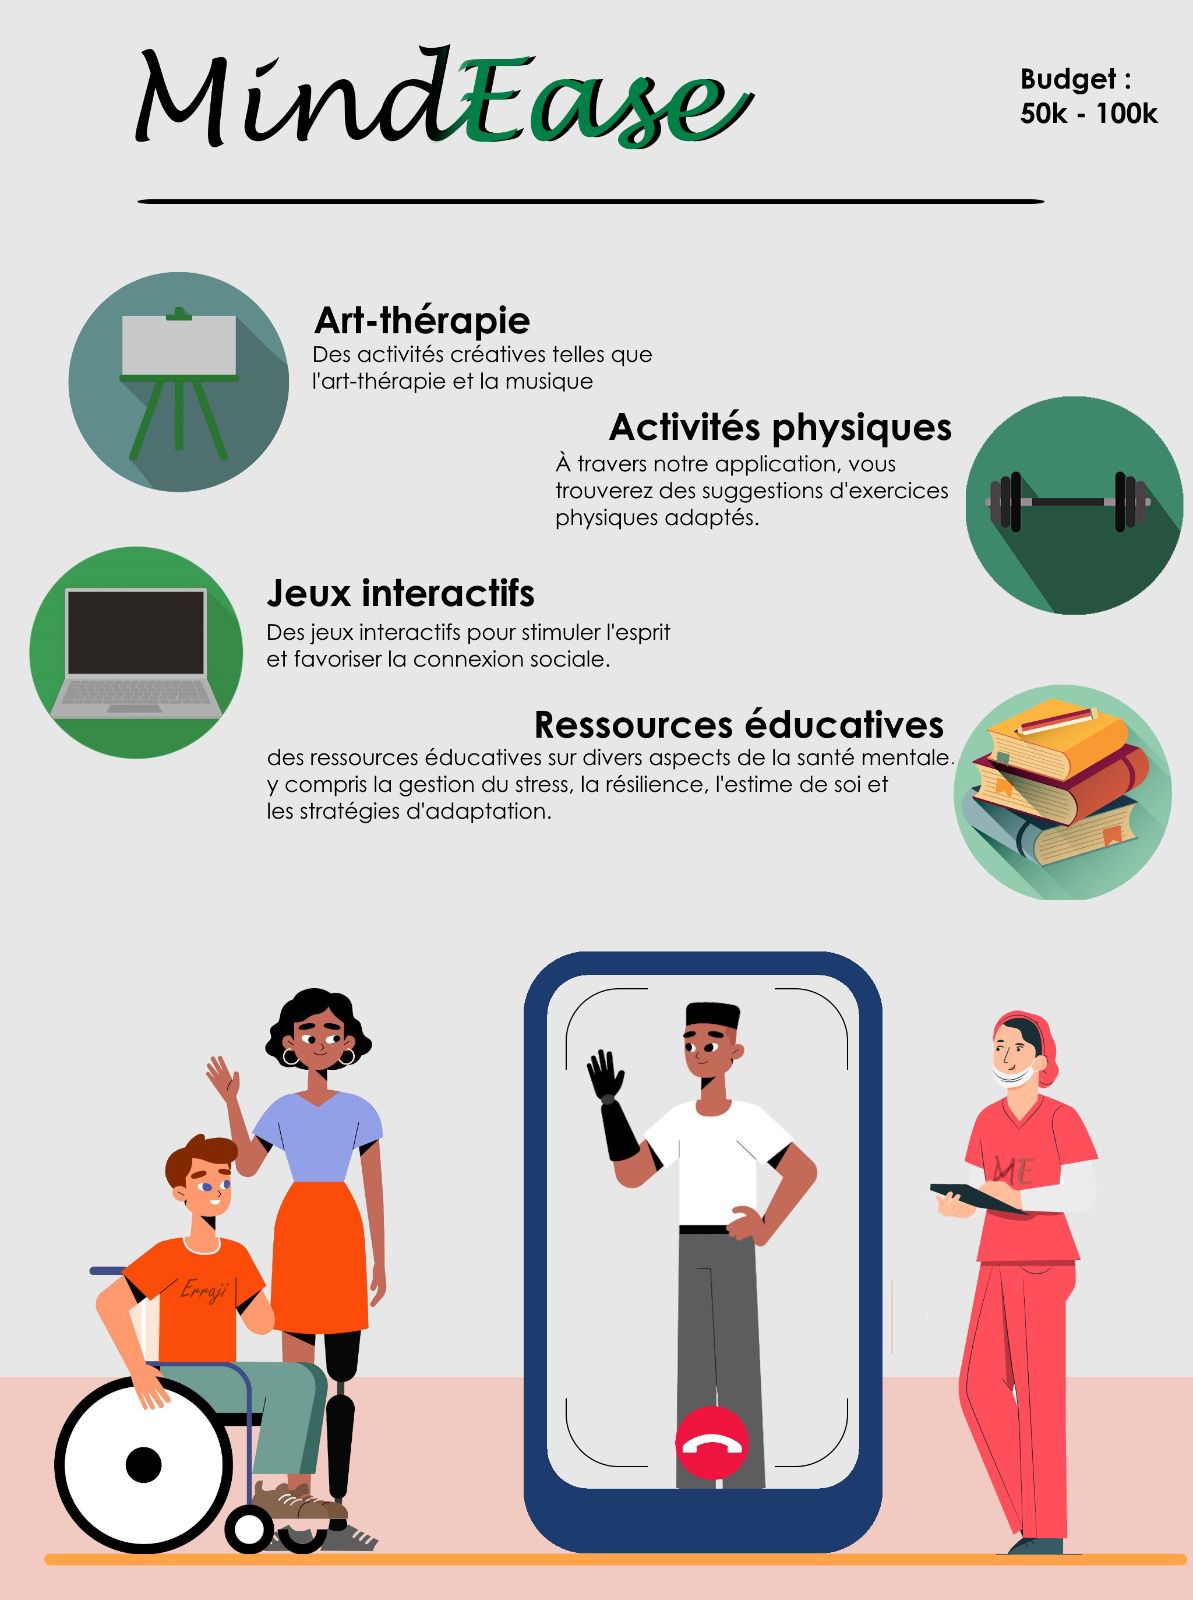 MindEase
Budget :
50k - 100k
Art-thérapie
Des activités créatives telles que
l'art-thérapie et la musique
Activités physiques
À travers notre application, vous
trouverez des suggestions d'exercices
physiques adaptés.
Jeux interactifs
Des jeux interactifs pour stimuler l'esprit
et favoriser la connexion sociale.
Ressources éducatives
des ressources éducatives sur divers aspects de la santé mentale.
y compris la gestion du stress, la résilience, l'estime de soi et
les stratégies d'adaptation.
ME
Erraji